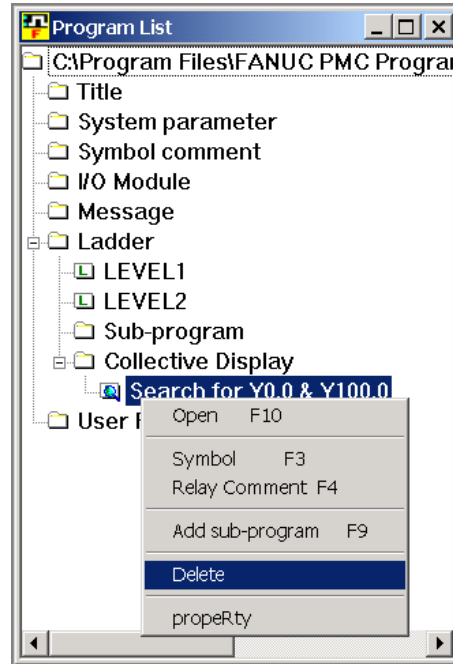 Program List
C:\Program Files\FANUC PMC Progra
Title
System parameter
Symbol comment
I/O Module
Message
Ladder
LEVEL1
LEVEL2
Sub-program
Collective Display
Search for Y0.0 & Y100.0
User
Open F10
Symbol F3
Relay Comment F4
Add sub-program F9
Delete
propeRty